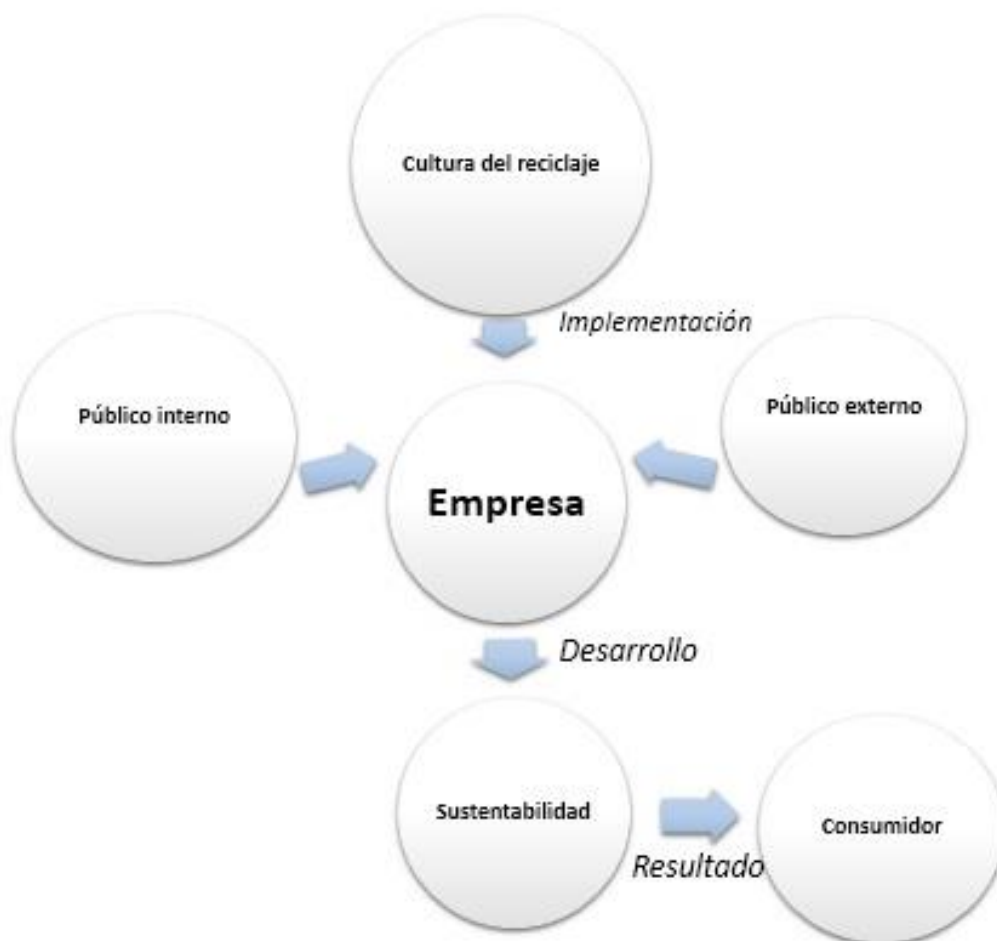 Cultura del reciclaje
Implementación
Público interno
Público externo
Empresa
Desarrollo
Sustentabilidad
Consumidor
Resultado